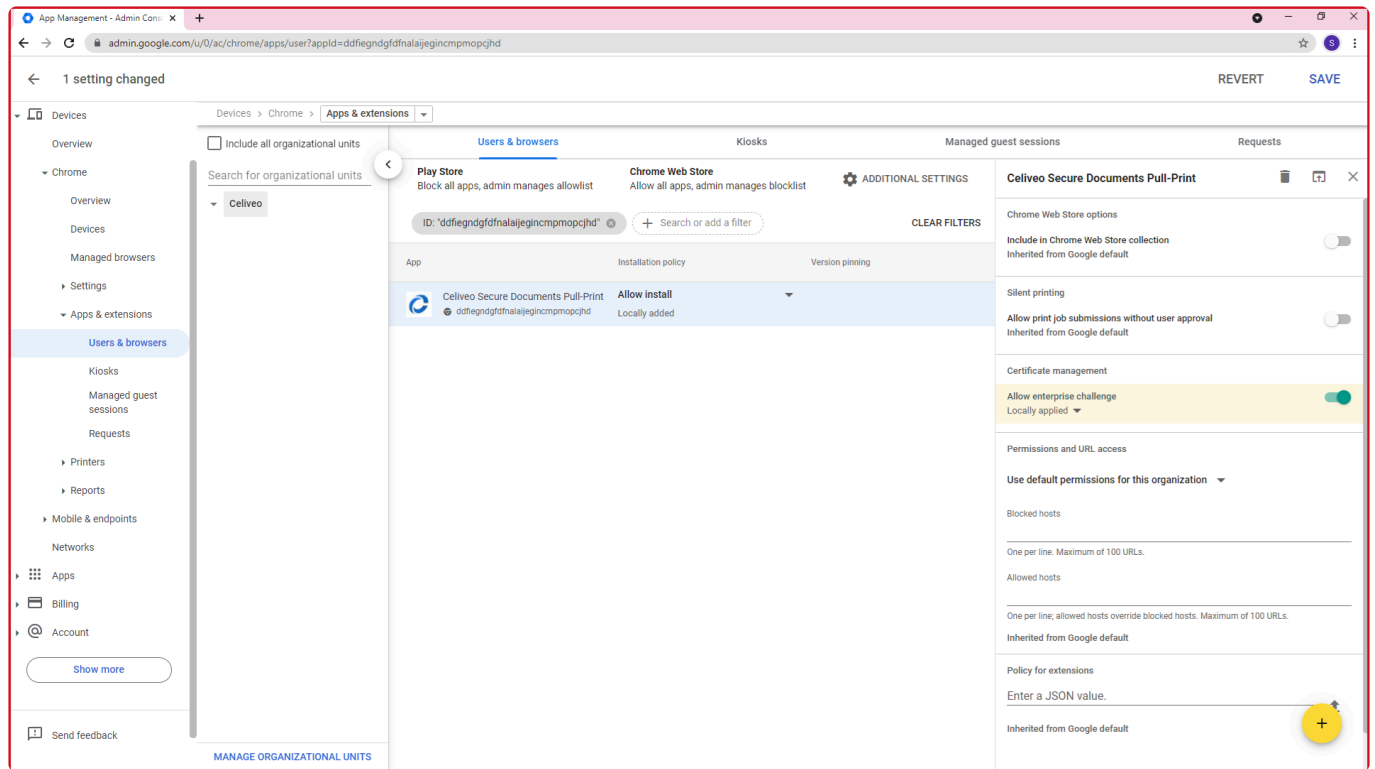 App Management - Admin Cons
admin.google.com/u/0/ac/chrome/apps/user?appId=ddfiegndgfdfnalaijegincmpmopcjhd
S
1 setting changed
REVERT
SAVE
Devices
Overview
Chrome
Overview
Devices
Managed browsers
Settings
Apps & extensions
Users & browsers
Kiosks
Managed guest
sessions
Requests
Printers
Reports
Mobile & endpoints
Networks
Apps
Billing
Account
Show more
Send feedback
Devices > Chrome > Apps & extensions
Include all organizational units
Search for organizational units
Celiveo
MANAGE ORGANIZATIONAL UNITS
Users & browsers
Kiosks
Managed guest sessions
Requests
Play Store
Block all apps, admin manages allowlist
Chrome Web Store
Allow all apps, admin manages blocklist
ADDITIONAL SETTINGS
ID: "ddfiegndgfdfnalaijegincmpmopcjhd"
Search or add a filter
CLEAR FILTERS
App
Installation policy
Version pinning
Celiveo Secure Documents Pull-Print
ddfiegndgfdfnalaijegincmpmopcjhd
Allow install
Locally added
Celiveo Secure Documents Pull-Print
Chrome Web Store options
Include in Chrome Web Store collection
Inherited from Google default
Silent printing
Allow print job submissions without user approval
Inherited from Google default
Certificate management
Allow enterprise challenge
Locally applied
Permissions and URL access
Use default permissions for this organization
Blocked hosts
One per line. Maximum of 100 URLs.
Allowed hosts
One per line; allowed hosts override blocked hosts. Maximum of 100 URLs.
Inherited from Google default
Policy for extensions
Enter a JSON value.
Inherited from Google default